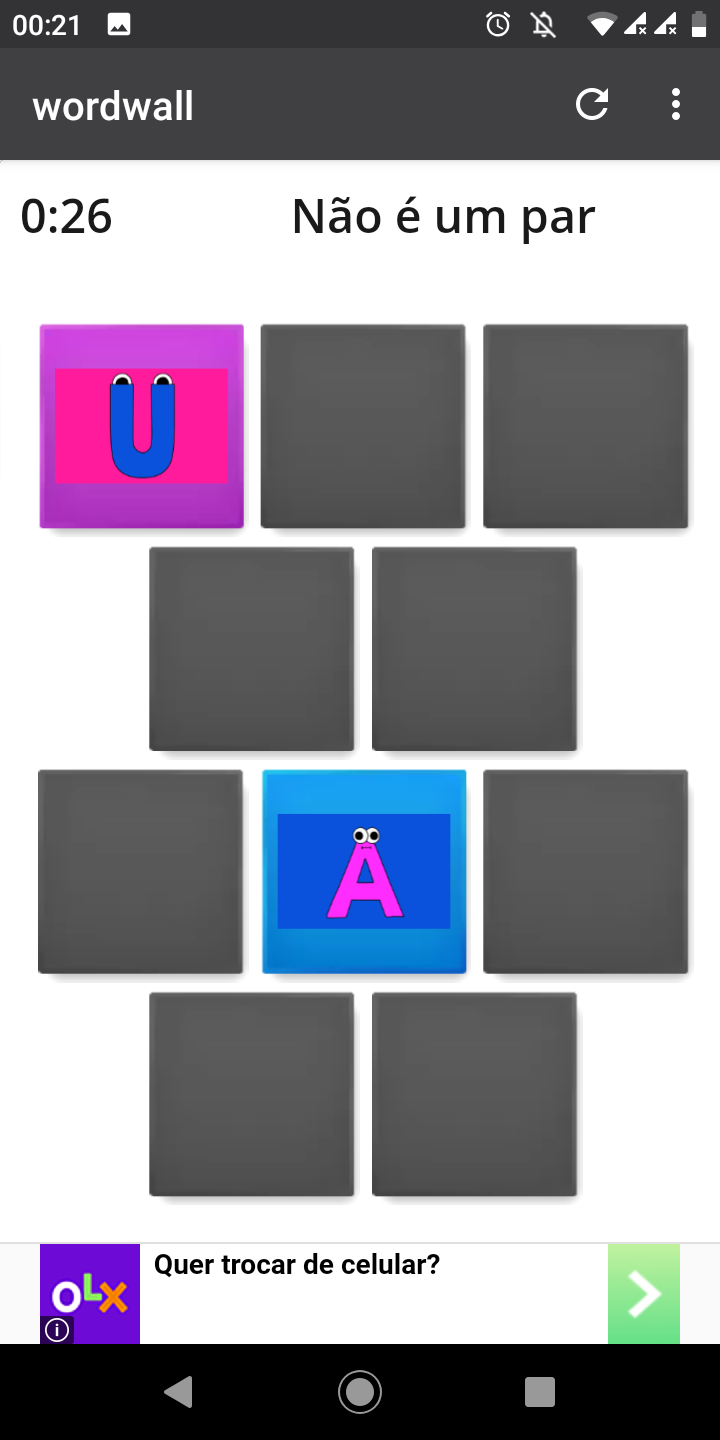 00:21
wordwall
0:26
Não é um par
U
A
Quer trocar de celular?
OLX